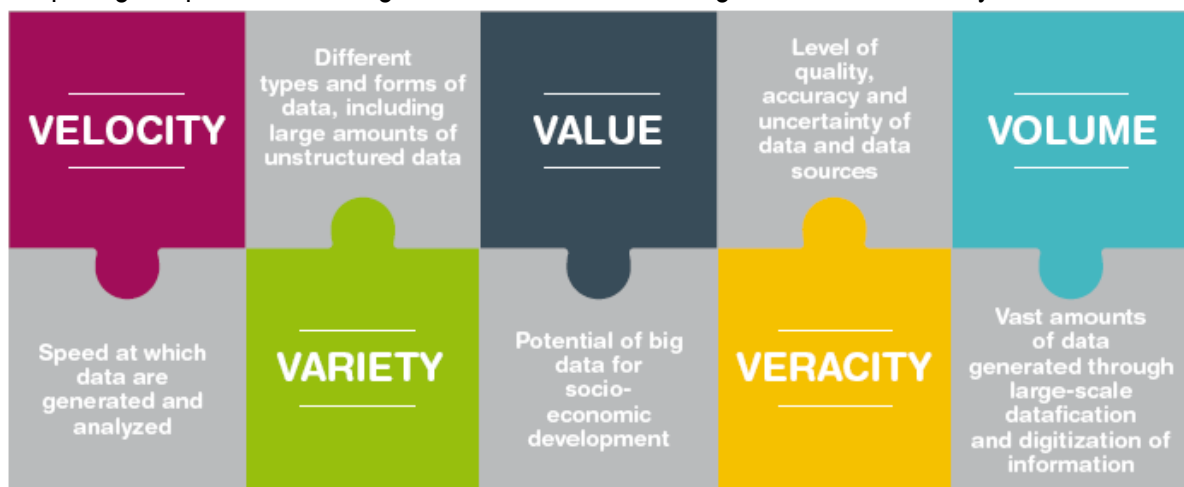 VELOCITY
Speed at which
data are
generated and
analyzed
Different
types and forms of
data, including
large amounts of
unstructured data
VARIETY
VALUE
Potential of big
data for
socio-
economic
development
Level of
quality,
accuracy and
uncertainty of
data and data
sources
VERACITY
VOLUME
Vast amounts
of data
generated through
large-scale
datafication
and digitization of
information